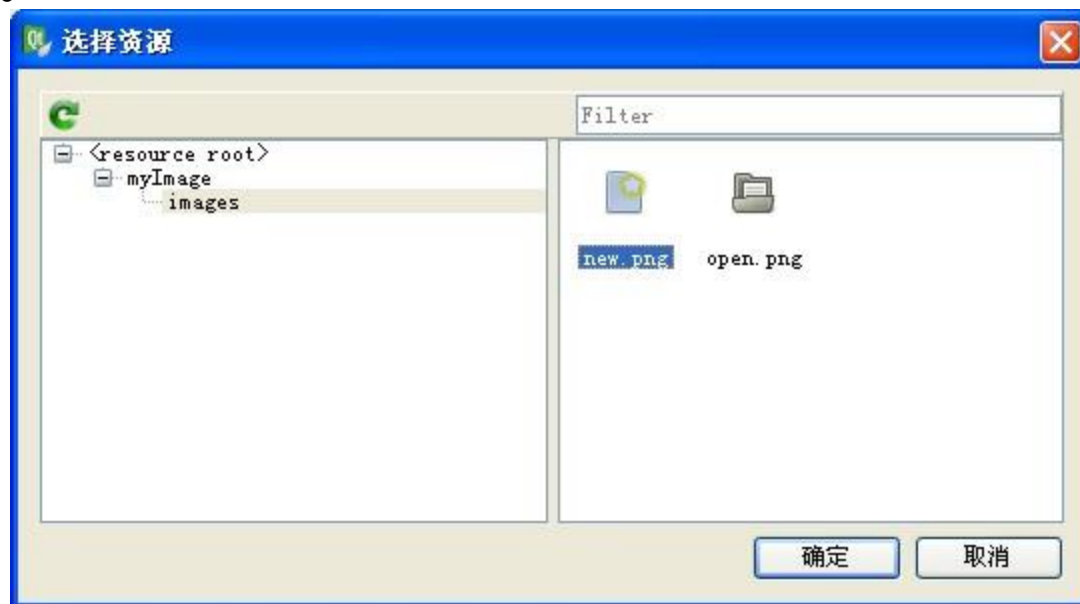 选择资源
Filter
<resource root>
myImage
images
new.png
open.png
确定
取消